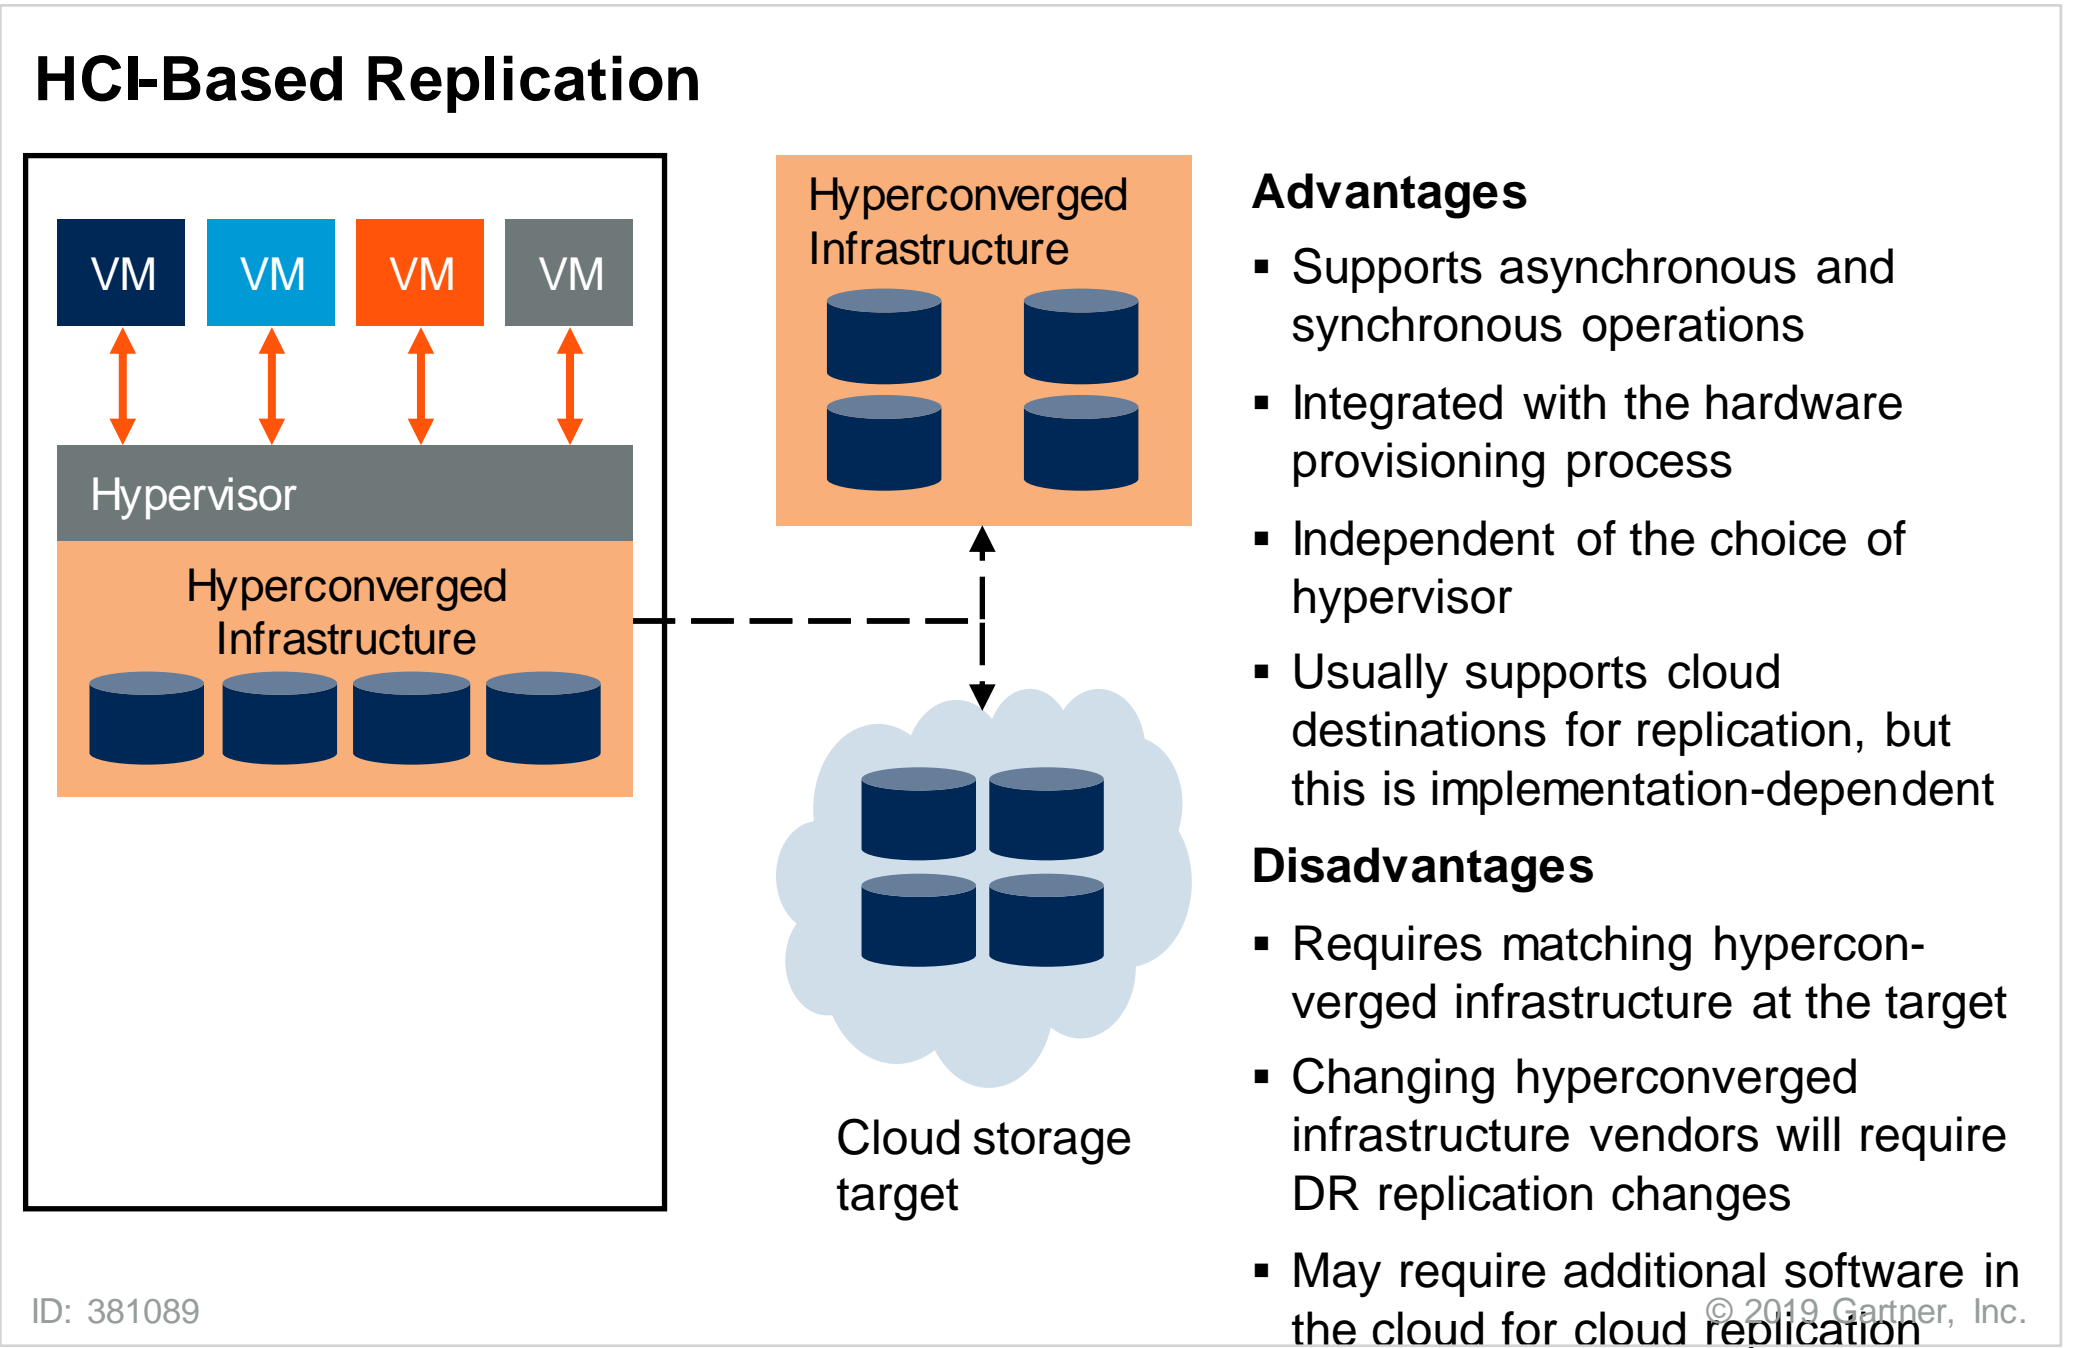 HCI-Based Replication
VM VM VM VM
Hypervisor
Hyperconverged
Infrastructure
Hyperconverged
Infrastructure
Cloud storage
target
Advantages
▪ Supports asynchronous and
synchronous operations
▪ Integrated with the hardware
provisioning process
▪ Independent of the choice of
hypervisor
▪ Usually supports cloud
destinations for replication, but
this is implementation-dependent
Disadvantages
▪ Requires matching hypercon-
verged infrastructure at the target
▪ Changing hyperconverged
infrastructure vendors will require
DR replication changes
▪ May require additional software in
the cloud for cloud replication
ID: 381089
© 2019 Gartner, Inc.